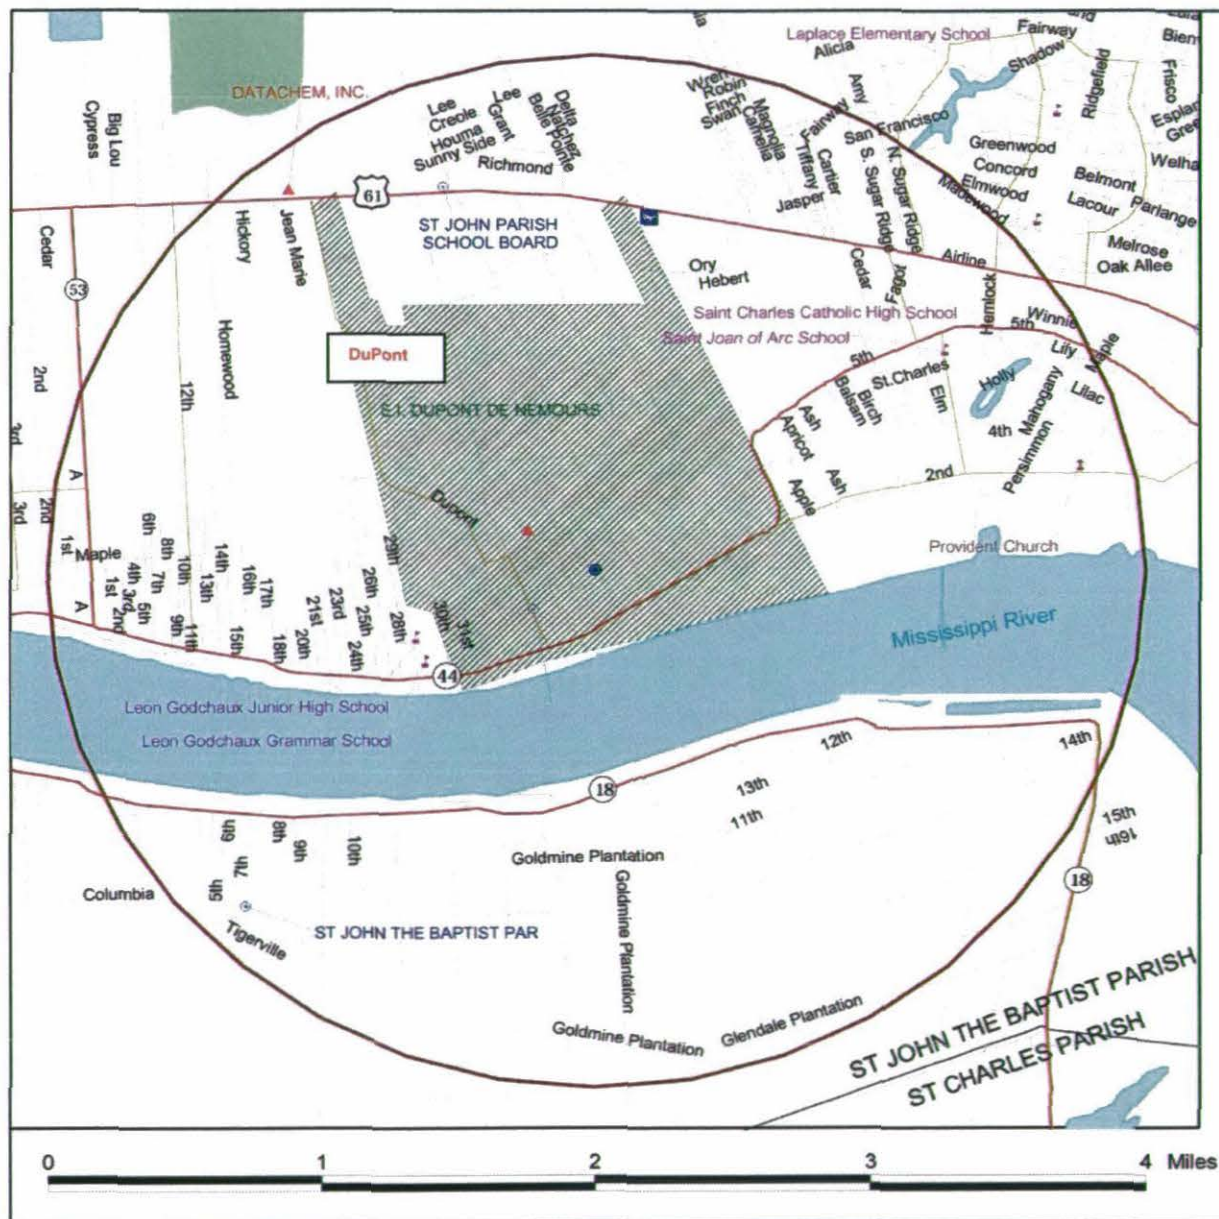 Laplace Elementary School
Fairway
Bien
Alicia
Shadow
DATACHEM, INC.
Big Lou
Cypress
Lee
Creole
Houma
Sunny Side
Lee
Grant
Richmond
Delta
Natchez
Belle Pointe
Wren
Robin
Finch
Swan
Magnolia
Camelia
Amy
Fairway
Tiffany
Cartier
Jasper
San Francisco
S. Sugar Ridge
N. Sugar Ridge
Ridgefield
Frisco
Esplan
Gree
Greenwood
Concord
Elmwood
Madewood
Belmont
Lacour
Welha
Parlange
Melrose
Oak Allee
61
Cedar
Hickory
Jean Marie
ST JOHN PARISH
SCHOOL BOARD
Ory
Hebert
Cedar
Fagot
Airline
Hemlock
53
Saint Charles Catholic High School
Saint Joan of Arc School
5th
Winnie
Lily
Maple
Homewood
DuPont
2nd
12th
5th
St.Charles
Balsam
Birch
Elm
Holly
Mahogany
Lilac
E.I. DUPONT DE NEMOURS
3rd
Ash
Apricot
4th
Persimmon
A
Ash
Apple
2nd
3rd
2nd
1st
Dupont
Maple
6th
8th
10th
14th
13th
16th
17th
29th
26th
4th
3rd
1st
2nd
7th
5th
9th
11th
15th
18th
20th
21st
23rd
25th
24th
28th
30th
31st
A
Provident Church
Mississippi River
44
Leon Godchaux Junior High School
Leon Godchaux Grammar School
12th
14th
18
13th
11th
15th
16th
6th
8th
9th
10th
7th
5th
Goldmine Plantation
Goldmine Plantation
18
Columbia
Tigerville
ST JOHN THE BAPTIST PAR
Goldmine Plantation
Glendale Plantation
ST JOHN THE BAPTIST PARISH
ST CHARLES PARISH
0 1 2 3 4 Miles